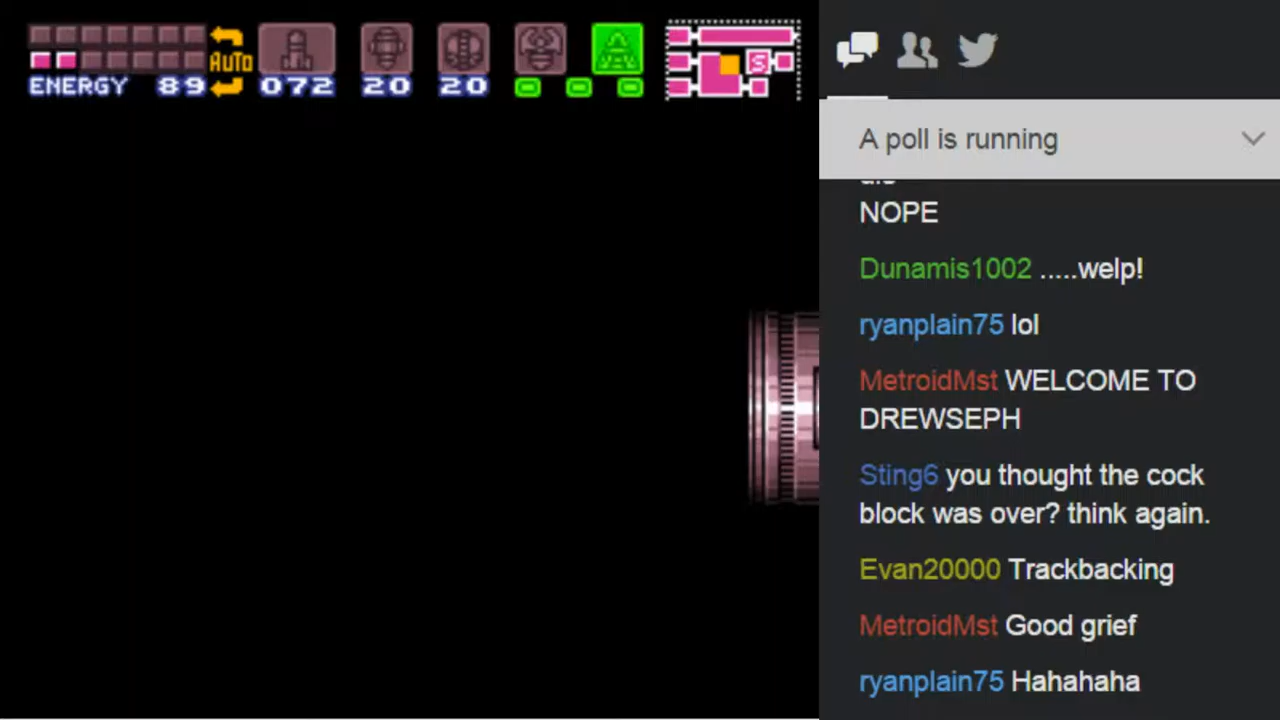 AUTO
ENERGY 89 072 20 20
S
A poll is running
NOPE
Dunamis1002 .....welp!
ryanplain75 lol
MetroidMst WELCOME TO
DREWSEPH
Sting6 you thought the cock
block was over? think again.
Evan20000 Trackbacking
MetroidMst Good grief
ryanplain75 Hahahaha